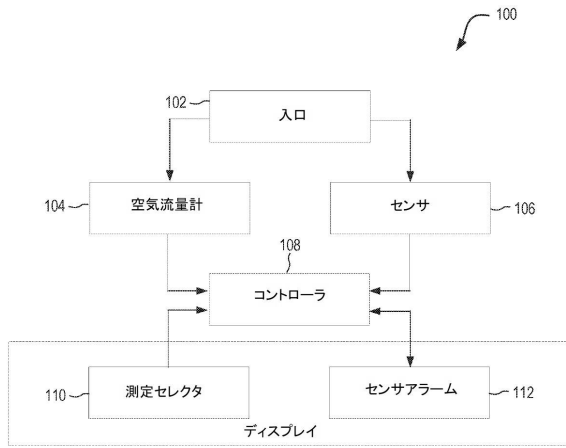 100
102
入口
104
空気流量計
センサ
106
108
コントローラ
110
測定セレクタ
センサアラーム
112
ディスプレイ